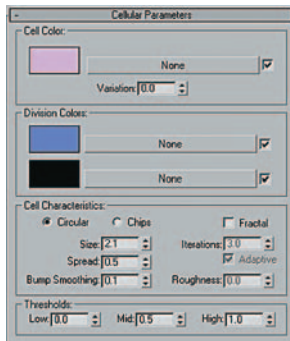 - Cellular Parameters
Cell Color:
None
Variation: 0.0
Division Colors:
None
None
Cell Characteristics:
Circular Chips Fractal
Size: 2.1 Iterations: 3.0
Spread: 0.5 Adaptive
Bump Smoothing: 0.1 Roughness: 0.0
Thresholds:
Low: 0.0 Mid: 0.5 High: 1.0